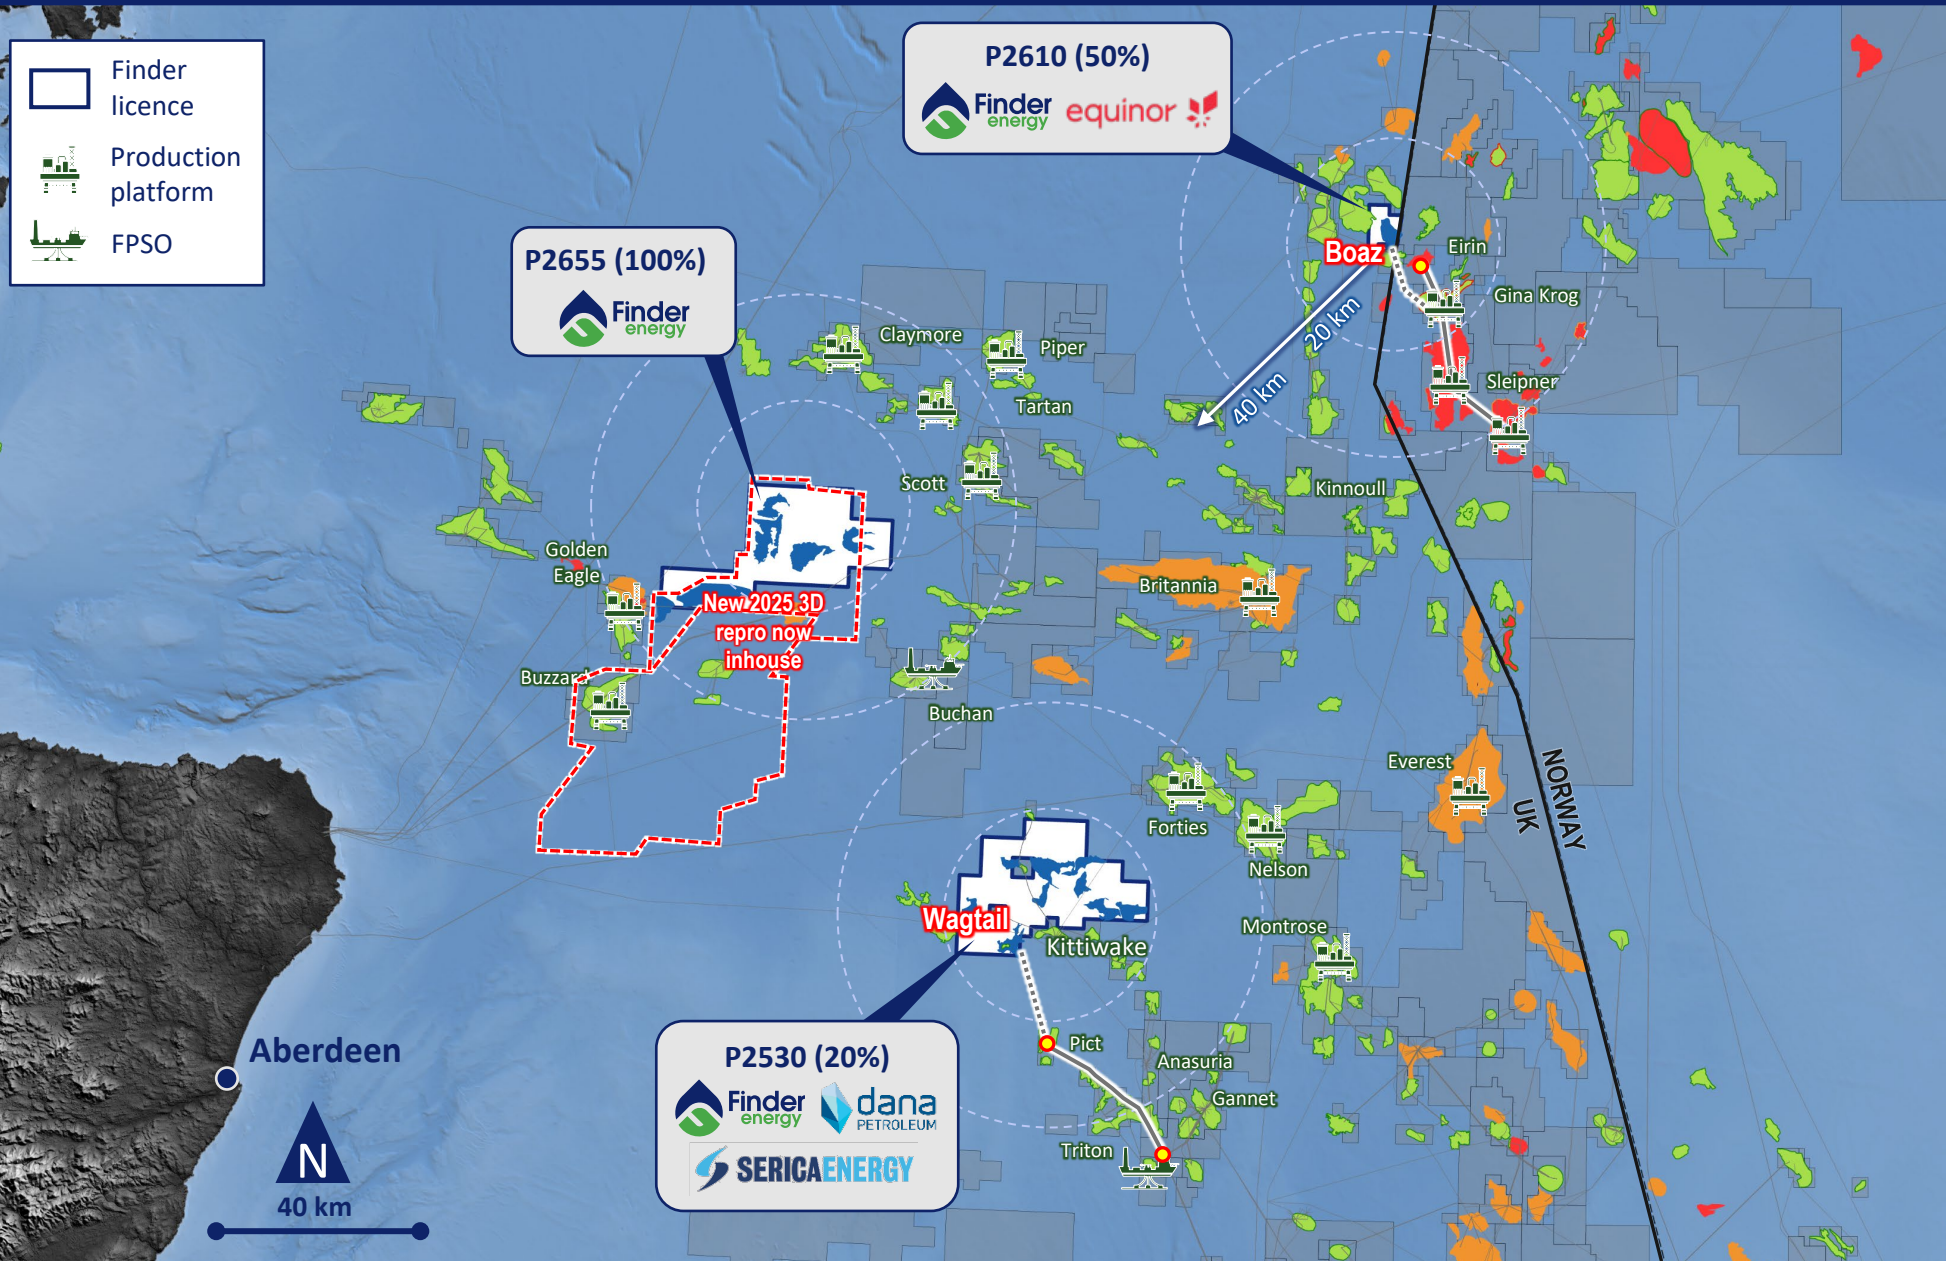 Finder
licence
Production
platform
FPSO
P2610 (50%)
Finder
energy
equinor
P2655 (100%)
Finder
energy
Boaz
Eirin
Gina Krog
20 km
40 km
Sleipner
Claymore
Piper
Tartan
Scott
Kinnoull
Golden
Eagle
Britannia
New 2025 3D
repro now
inhouse
Buzzard
Buchan
Everest
NORWAY
UK
Forties
Nelson
Wagtail
Kittiwake
Montrose
Aberdeen
N
40 km
P2530 (20%)
Finder
energy
dana
PETROLEUM
SERICAENERGY
Pict
Anasuria
Gannet
Triton